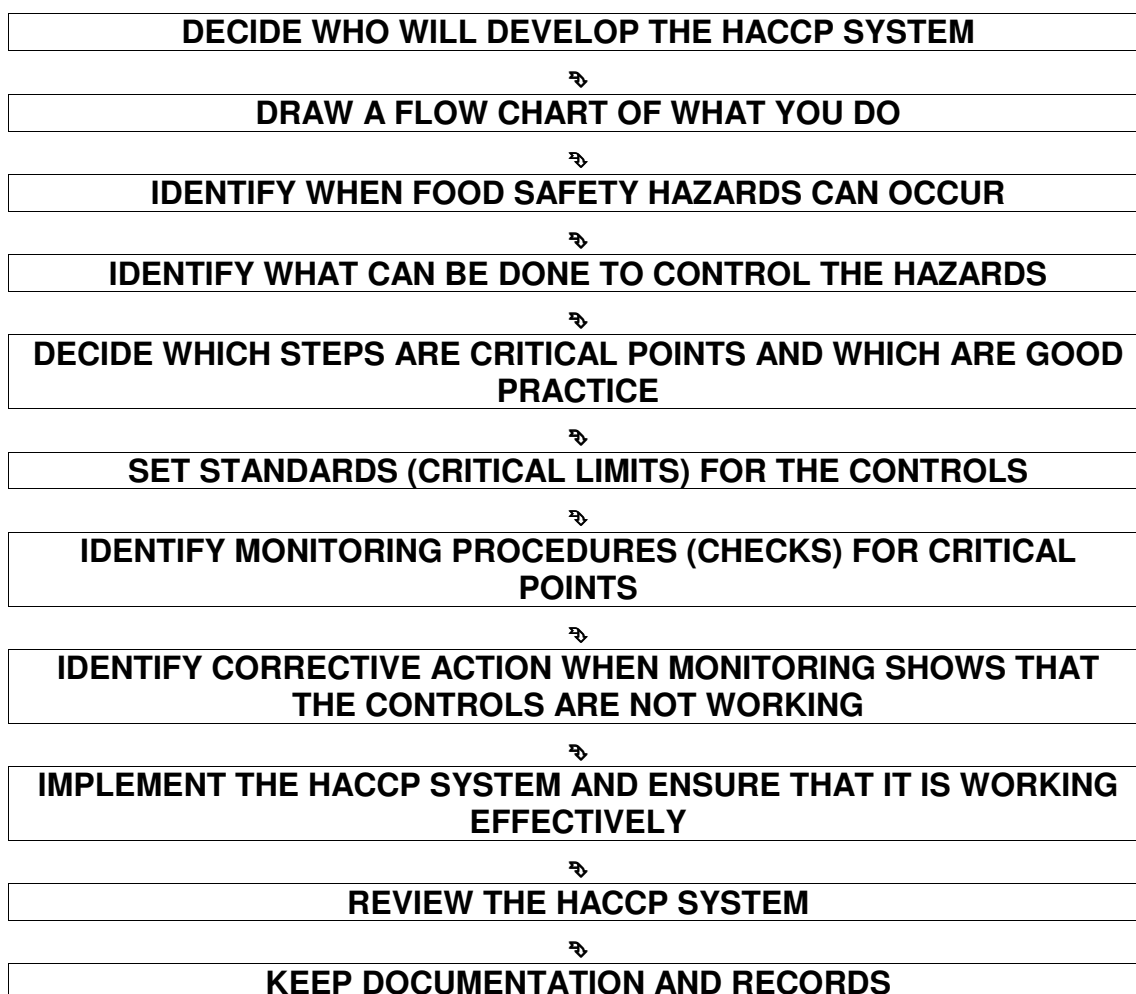 DECIDE WHO WILL DEVELOP THE HACCP SYSTEM
DRAW A FLOW CHART OF WHAT YOU DO
IDENTIFY WHEN FOOD SAFETY HAZARDS CAN OCCUR
IDENTIFY WHAT CAN BE DONE TO CONTROL THE HAZARDS
DECIDE WHICH STEPS ARE CRITICAL POINTS AND WHICH ARE GOOD
PRACTICE
SET STANDARDS (CRITICAL LIMITS) FOR THE CONTROLS
IDENTIFY MONITORING PROCEDURES (CHECKS) FOR CRITICAL
POINTS
IDENTIFY CORRECTIVE ACTION WHEN MONITORING SHOWS THAT
THE CONTROLS ARE NOT WORKING
IMPLEMENT THE HACCP SYSTEM AND ENSURE THAT IT IS WORKING
EFFECTIVELY
REVIEW THE HACCP SYSTEM
KEEP DOCUMENTATION AND RECORDS